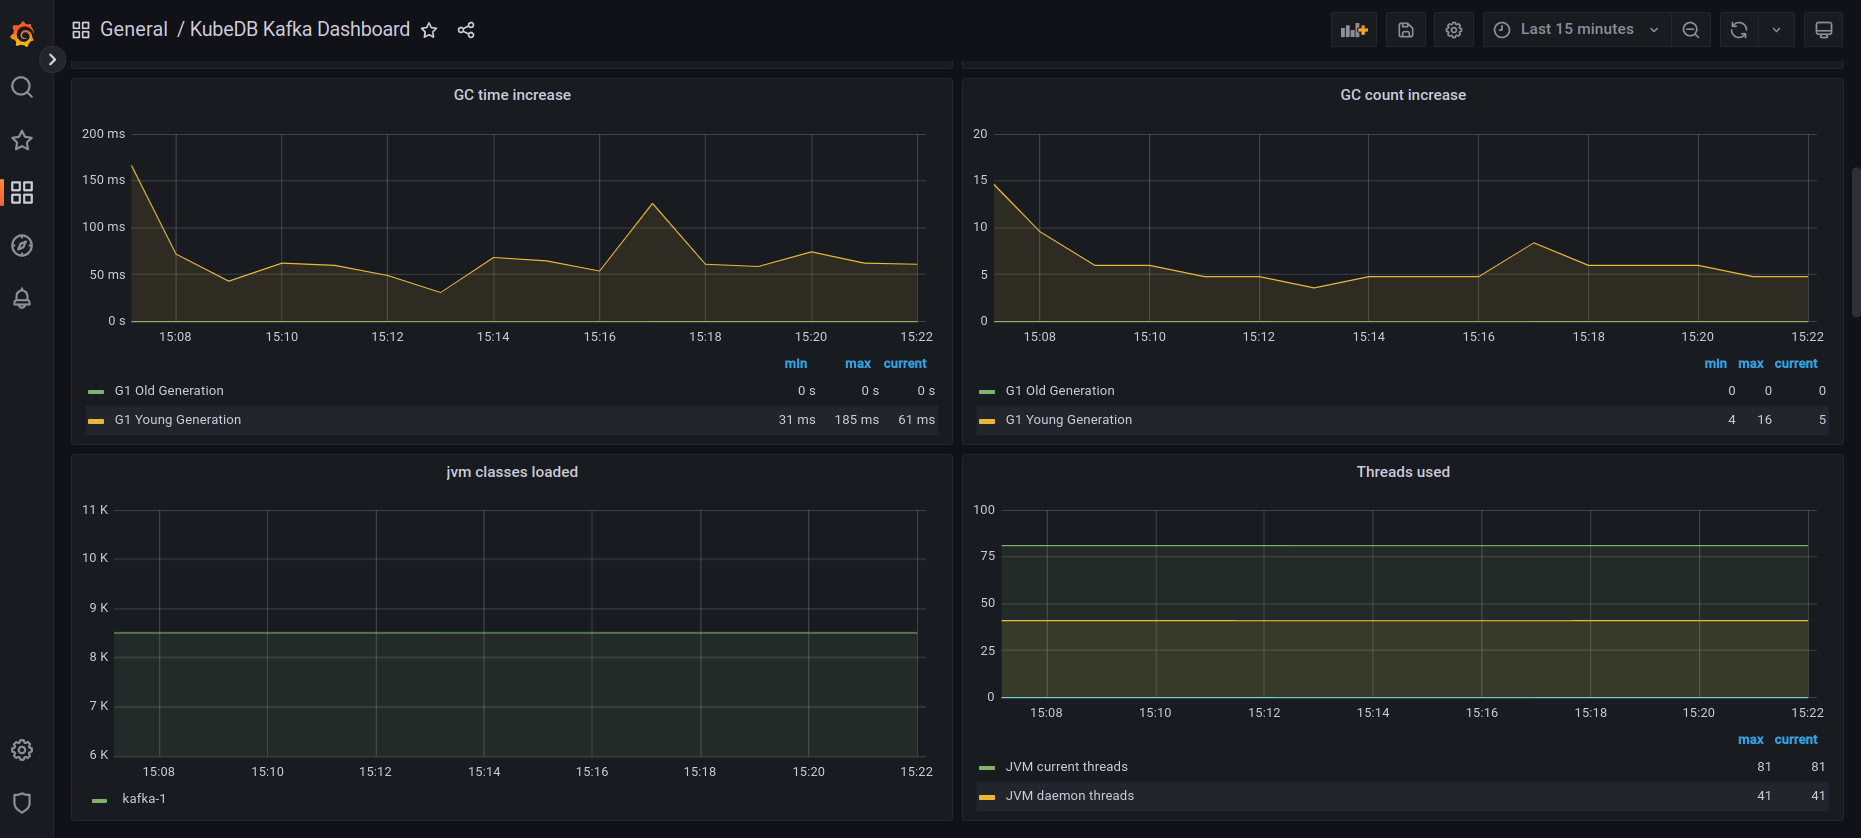 General / KubeDB Kafka Dashboard
Last 15 minutes
GC time increase
200 ms
150 ms
100 ms
50 ms
0 s
15:08 15:10 15:12 15:14 15:16 15:18 15:20 15:22
min max current
G1 Old Generation 0 s 0 s 0 s
G1 Young Generation 31 ms 185 ms 61 ms
GC count increase
20
15
10
5
0
15:08 15:10 15:12 15:14 15:16 15:18 15:20 15:22
min max current
G1 Old Generation 0 0 0
G1 Young Generation 4 16 5
jvm classes loaded
11 K
10 K
9 K
8 K
7 K
6 K
15:08 15:10 15:12 15:14 15:16 15:18 15:20 15:22
kafka-1
Threads used
100
75
50
25
0
15:08 15:10 15:12 15:14 15:16 15:18 15:20 15:22
max current
JVM current threads 81 81
JVM daemon threads 41 41